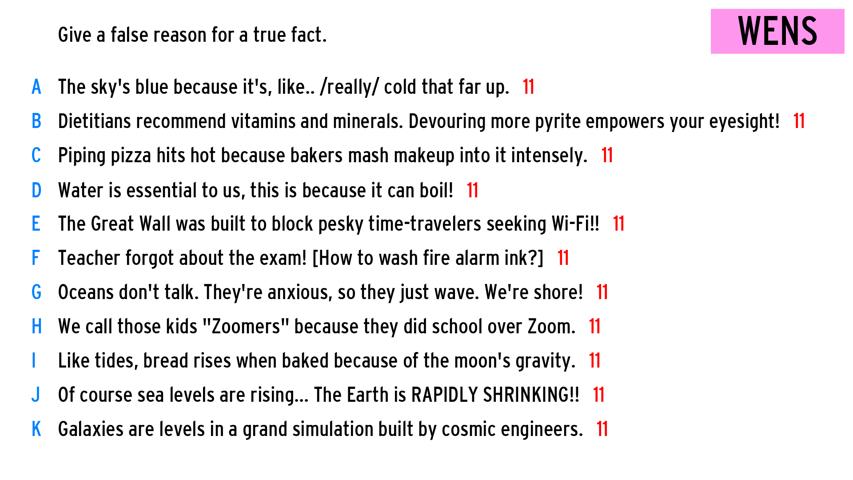 Give a false reason for a true fact.
WENS
A The sky's blue because it's, like.. /really/ cold that far up. 11
B Dietitians recommend vitamins and minerals. Devouring more pyrite empowers your eyesight! 11
C Piping pizza hits hot because bakers mash makeup into it intensely. 11
D Water is essential to us, this is because it can boil! 11
E The Great Wall was built to block pesky time-travelers seeking Wi-Fi!! 11
F Teacher forgot about the exam! [How to wash fire alarm ink?] 11
G Oceans don't talk. They're anxious, so they just wave. We're shore! 11
H We call those kids "Zoomers" because they did school over Zoom. 11
I Like tides, bread rises when baked because of the moon's gravity. 11
J Of course sea levels are rising... The Earth is RAPIDLY SHRINKING!! 11
K Galaxies are levels in a grand simulation built by cosmic engineers. 11